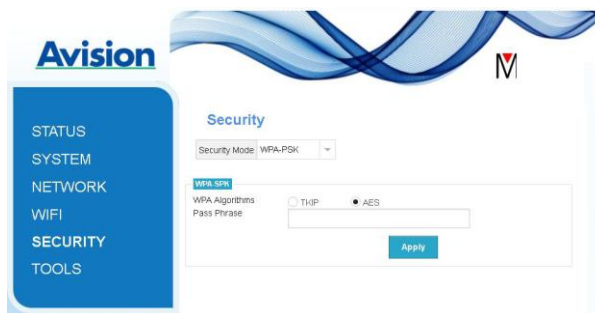 Avision
M
STATUS
SYSTEM
NETWORK
WIFI
SECURITY
TOOLS
Security
Security Mode WPA-PSK
WPA-SPK
WPA Algorithms TKIP AES
Pass Phrase
Apply